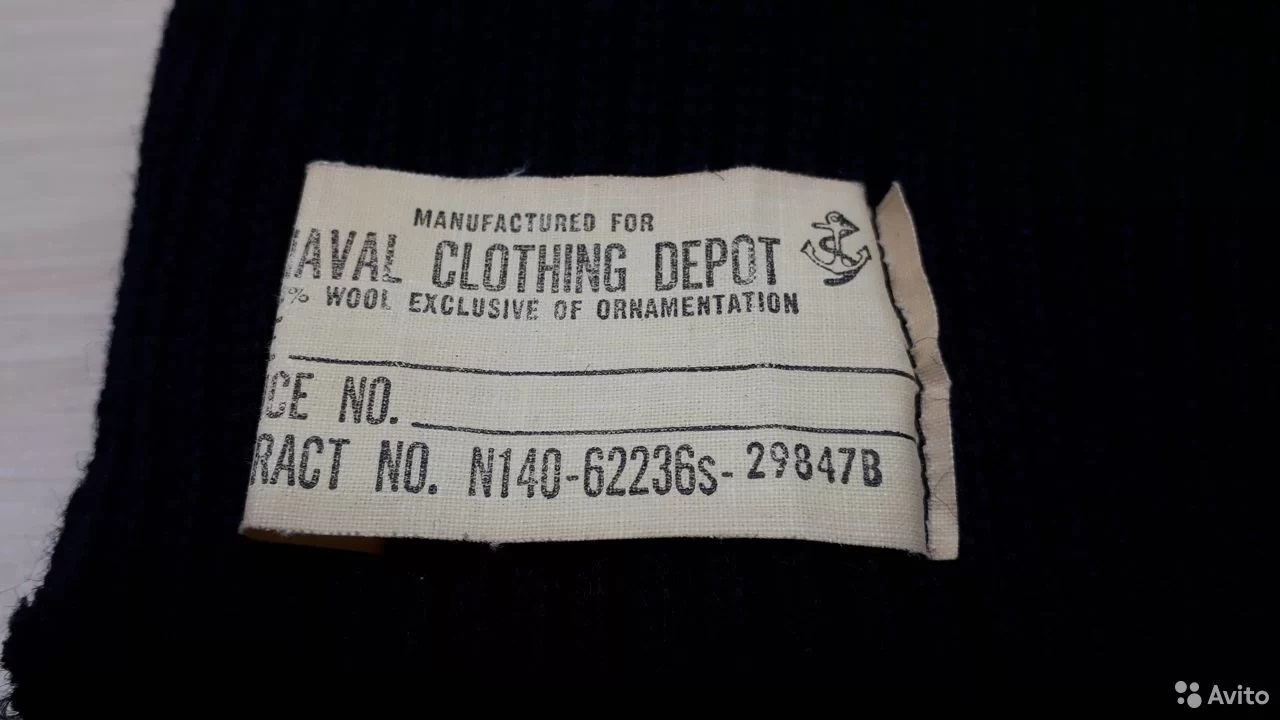 MANUFACTURED FOR
NAVAL CLOTHING DEPOT
% WOOL EXCLUSIVE OF ORNAMENTATION
CE NO.
RACT NO. N140-62236s-29847B
Avito